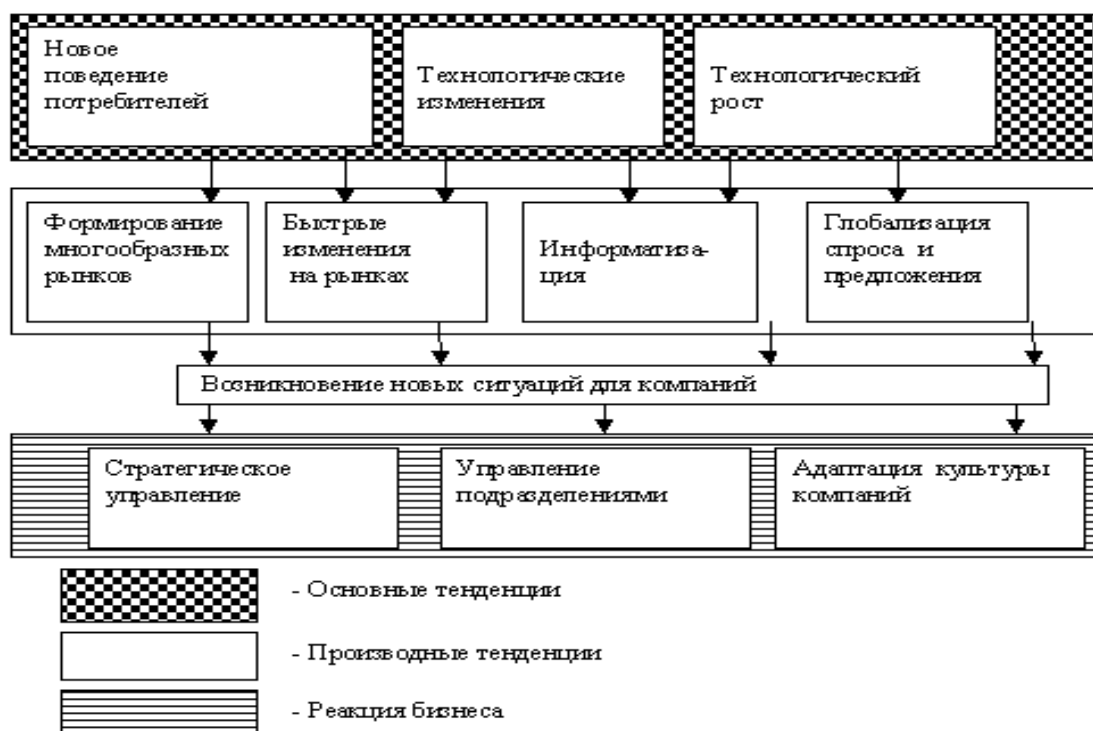 Новое
поведение
потребителей
Технологические
изменения
Технологический
рост
Формирование
многообразных
рынков
Быстрые
изменения
на рынках
Информатиза-
ция
Глобализация
спроса и
предложения
Возникновение новых ситуаций для компаний
Стратегическое
управление
Управление
подразделениями
Адаптация культуры
компаний
- Основные тенденции
- Производные тенденции
- Реакция бизнеса